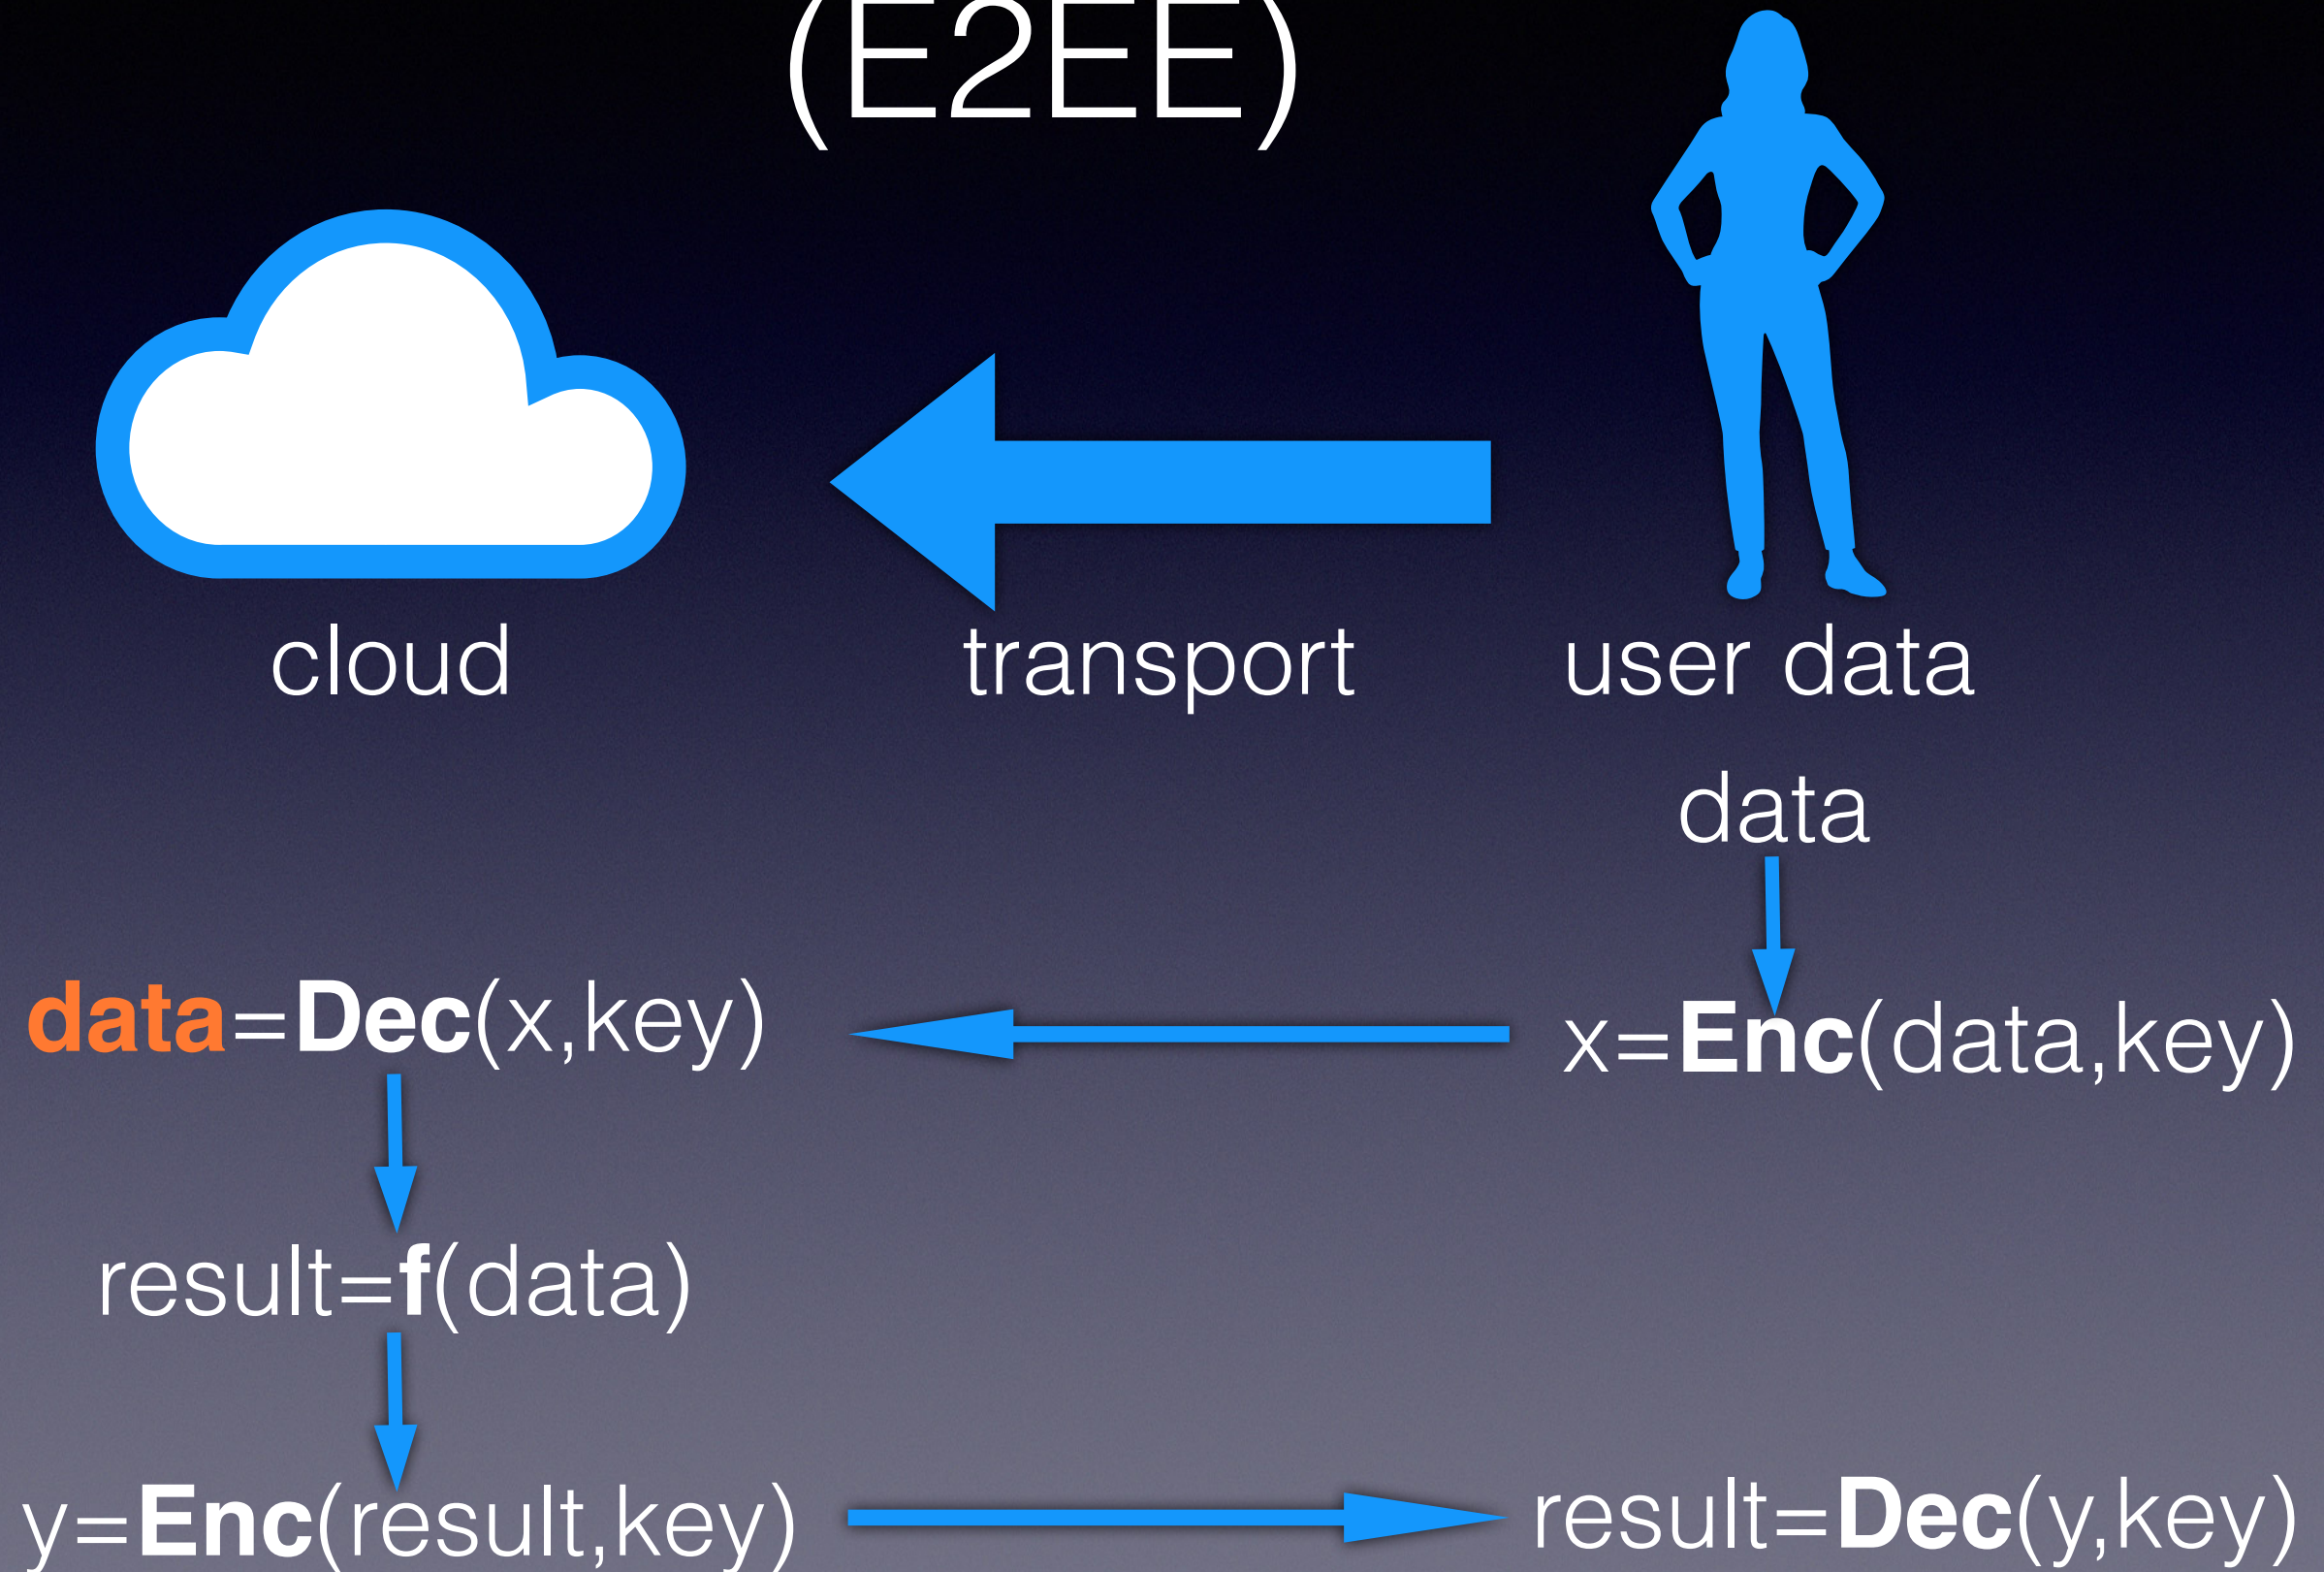 (E2EE)
cloud
transport
user data
data
data=Dec(x,key)
x=Enc(data,key)
result=f(data)
y=Enc(result,key)
result=Dec(y,key)